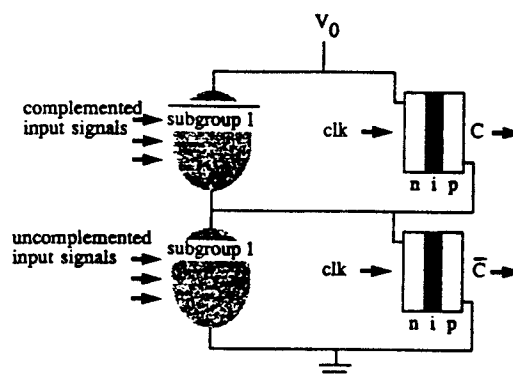 V0
complemented
input signals
subgroup 1
clk
C
n i p
uncomplemented
input signals
subgroup 1
clk
C̅
n i p